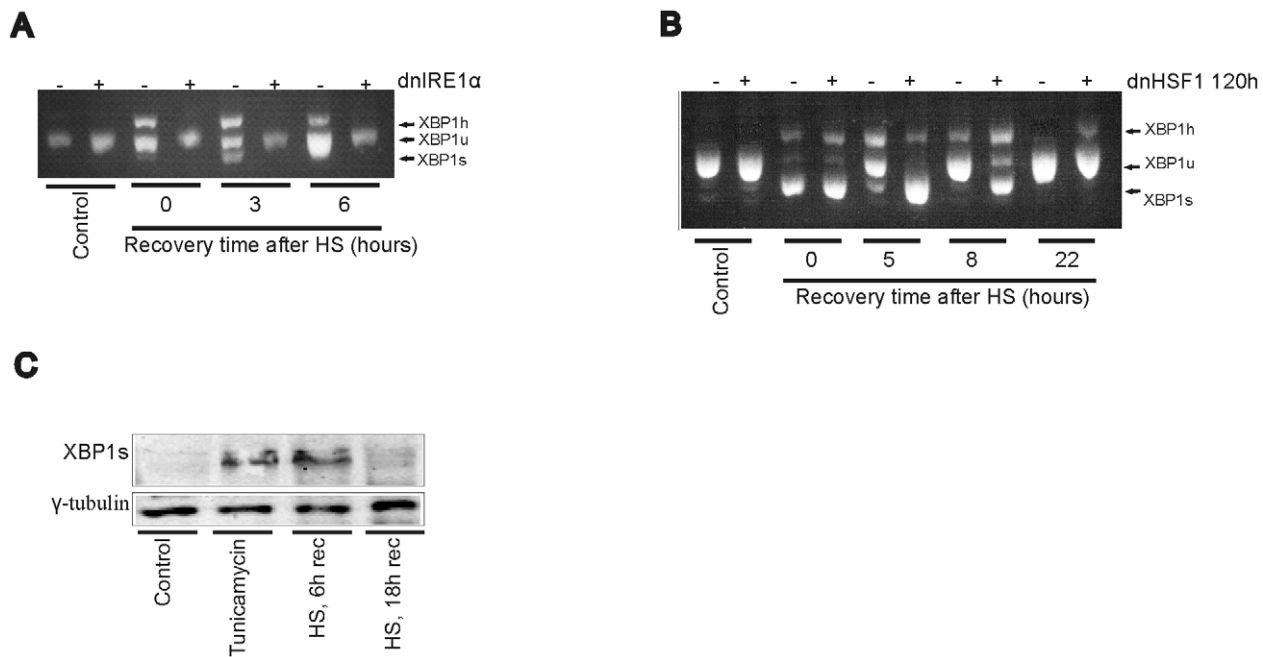 A
- + - + - + - + dnIRE1α
XBP1h
XBP1u
XBP1s
Control
0 3 6
Recovery time after HS (hours)
B
- + - + - + - + - + dnHSF1 120h
XBP1h
XBP1u
XBP1s
Control
0 5 8 22
Recovery time after HS (hours)
C
XBP1s
γ-tubulin
Control
Tunicamycin
HS, 6h rec
HS, 18h rec